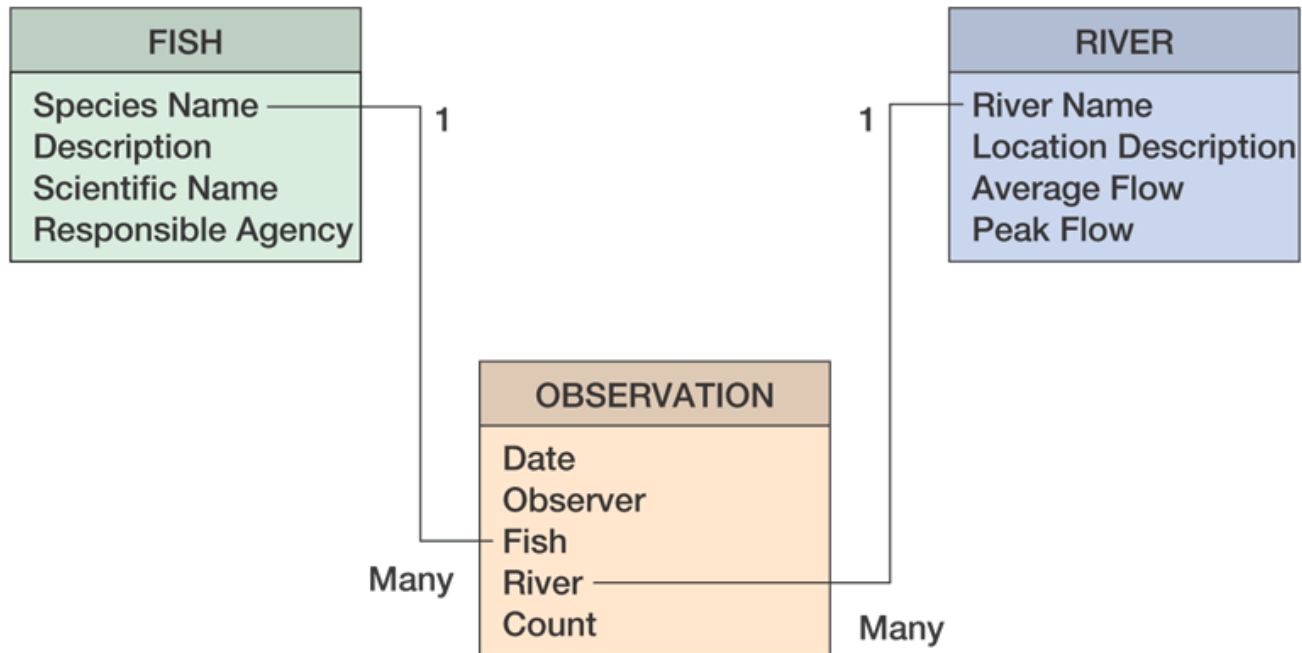 FISH
Species Name
Description
Scientific Name
Responsible Agency
1
RIVER
River Name
Location Description
Average Flow
Peak Flow
1
OBSERVATION
Date
Observer
Fish
River
Count
Many
Many